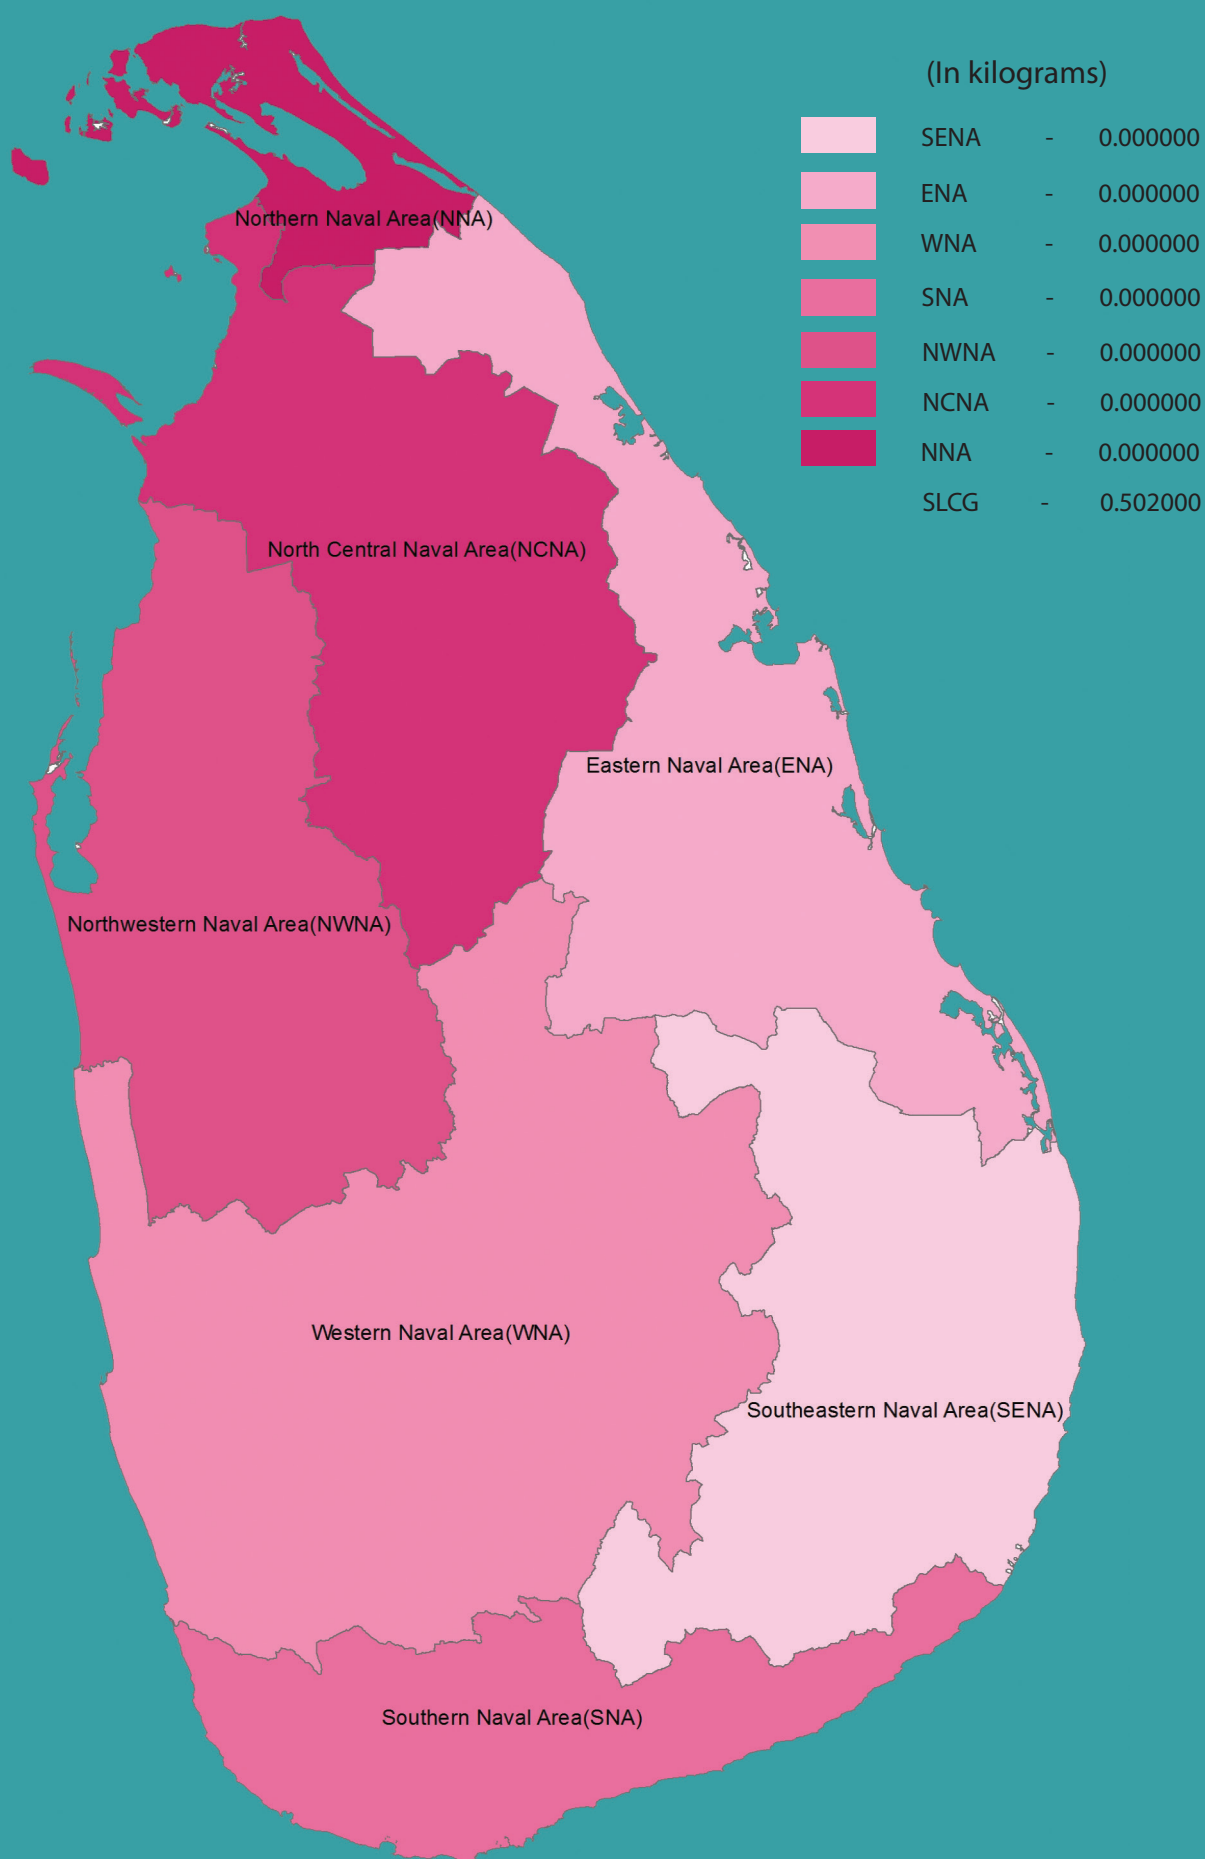 (In kilograms)
SENA - 0.000000
ENA - 0.000000
WNA - 0.000000
SNA - 0.000000
NWNA - 0.000000
NCNA - 0.000000
NNA - 0.000000
SLCG - 0.502000
Northern Naval Area(NNA)
North Central Naval Area(NCNA)
Eastern Naval Area(ENA)
Northwestern Naval Area(NWNA)
Western Naval Area(WNA)
Southeastern Naval Area(SENA)
Southern Naval Area(SNA)